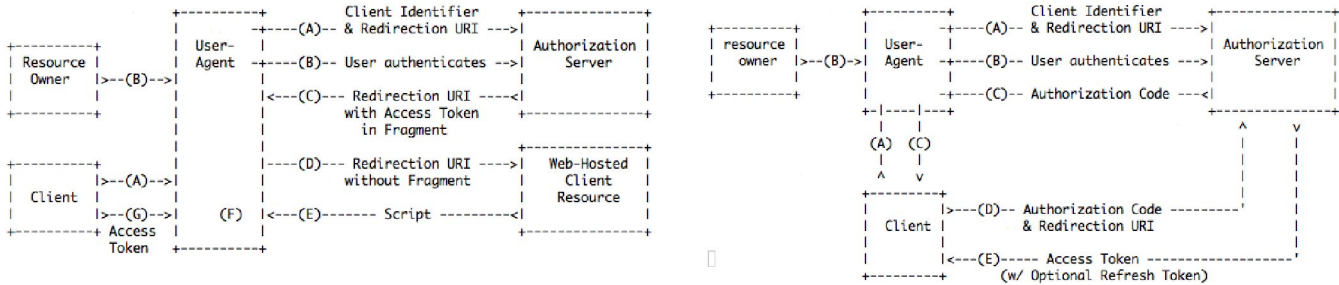 Client Identifier
-+----(A)-- & Redirection URI ---->|
User-
Agent
Authorization
Server
Resource
Owner
|>--(B)-->|
-+----(B)-- User authenticates --->|
|<---(C)-- Redirection URI ----<|
with Access Token
in Fragment
|----(D)--- Redirection URI ---->|
without Fragment
Web-Hosted
Client
Resource
Client
|>--(A)-->|
|>--(G)-->|
(F)
|<---(E)------- Script ---------<|
Access
Token
Client Identifier
-+----(A)-- & Redirection URI ---->|
resource
owner
|>--(B)->|
User-
Agent
Authorization
Server
-+----(B)-- User authenticates --->|
-+----(C)-- Authorization Code ---<|
(A) (C)
Client
|>---(D)-- Authorization Code ---------'
& Redirection URI
|<---(E)----- Access Token -------------------'
(w/ Optional Refresh Token)